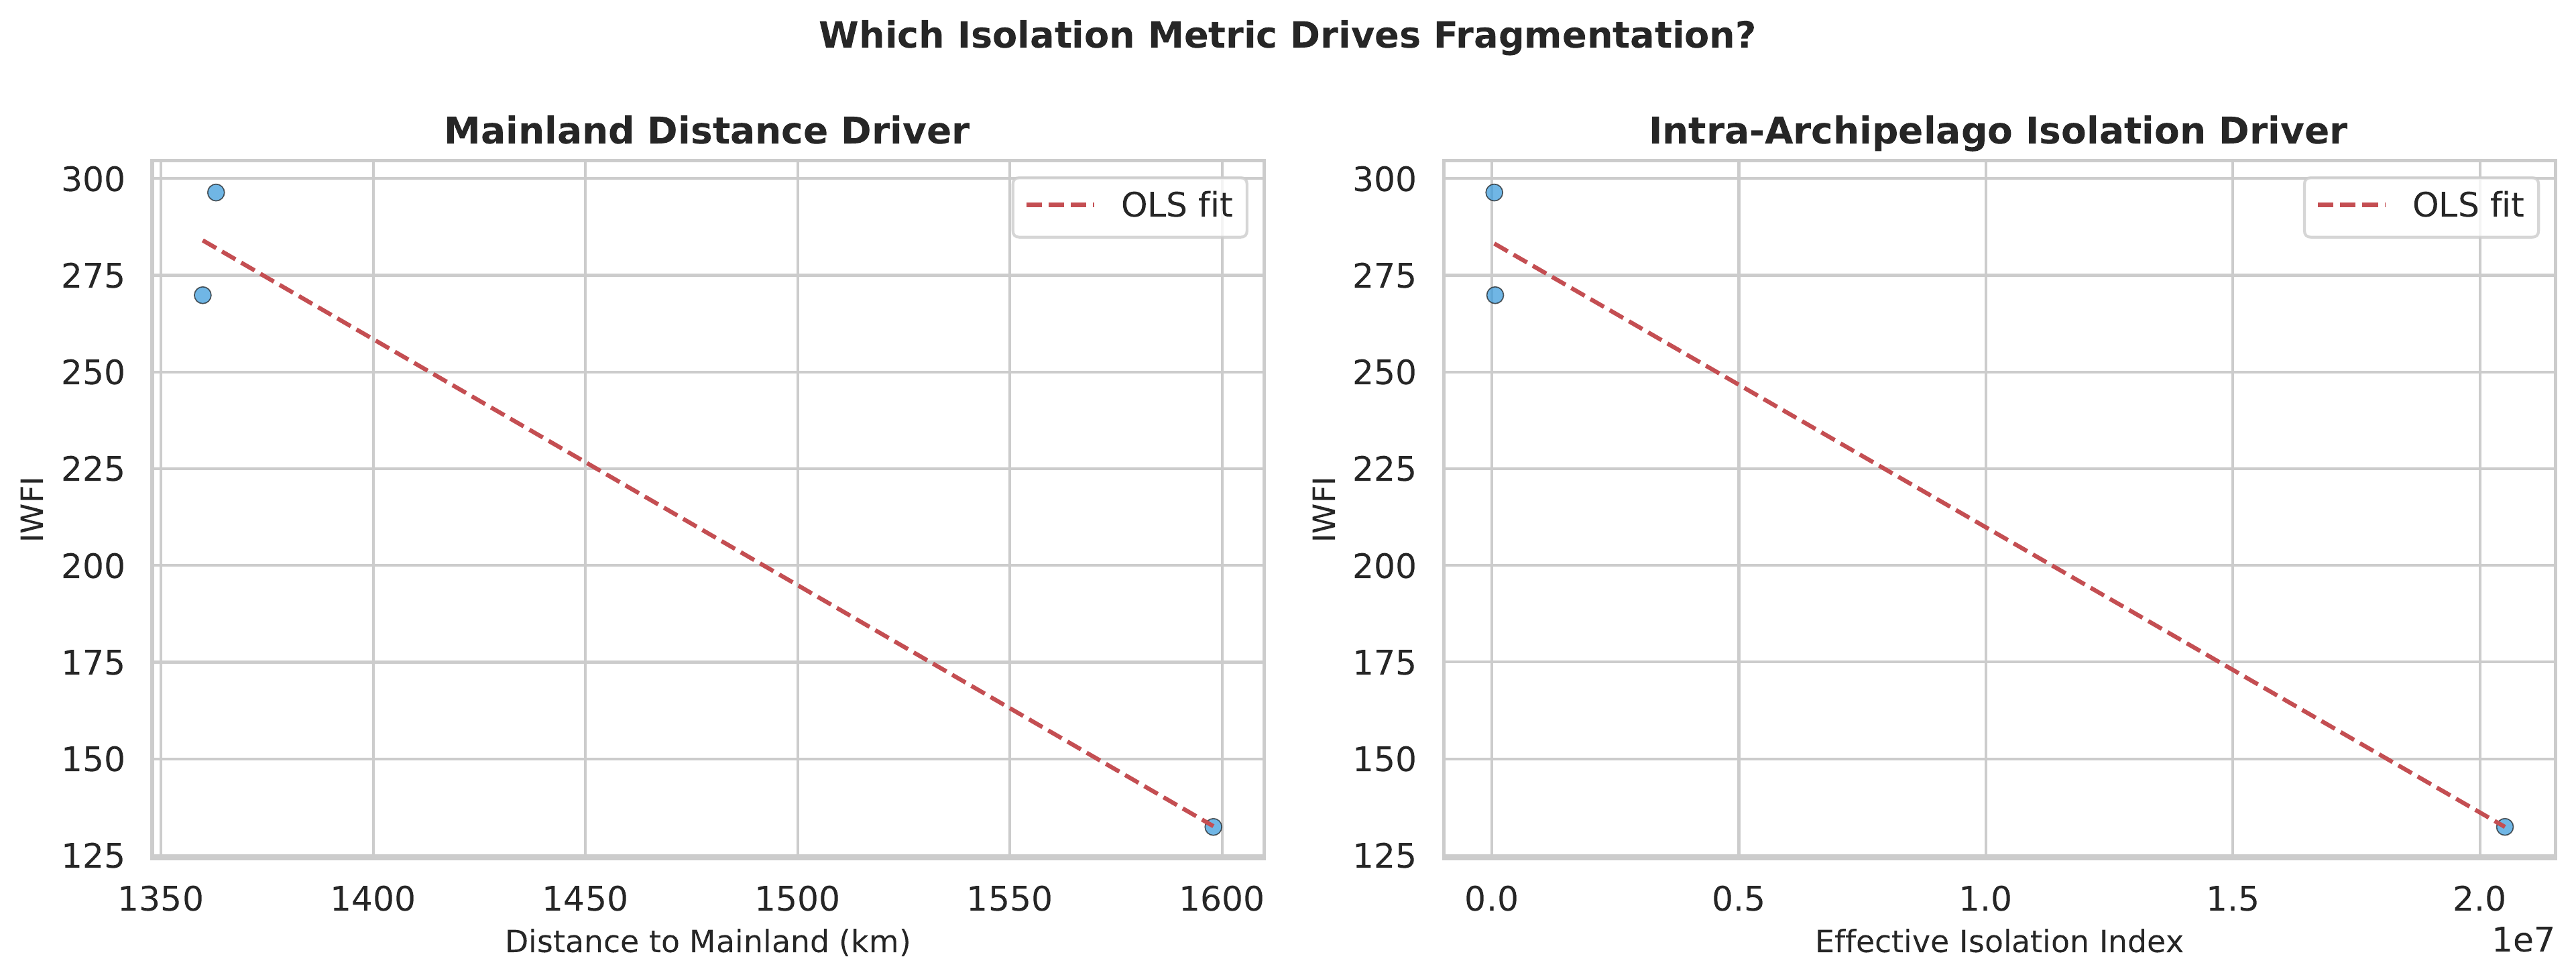 Which Isolation Metric Drives Fragmentation?
Mainland Distance Driver
300
275
250
225
200
175
150
125
IWFI
OLS fit
1350 1400 1450 1500 1550 1600
Distance to Mainland (km)
Intra-Archipelago Isolation Driver
300
275
250
225
200
175
150
125
IWFI
OLS fit
0.0 0.5 1.0 1.5 2.0
Effective Isolation Index
1e7